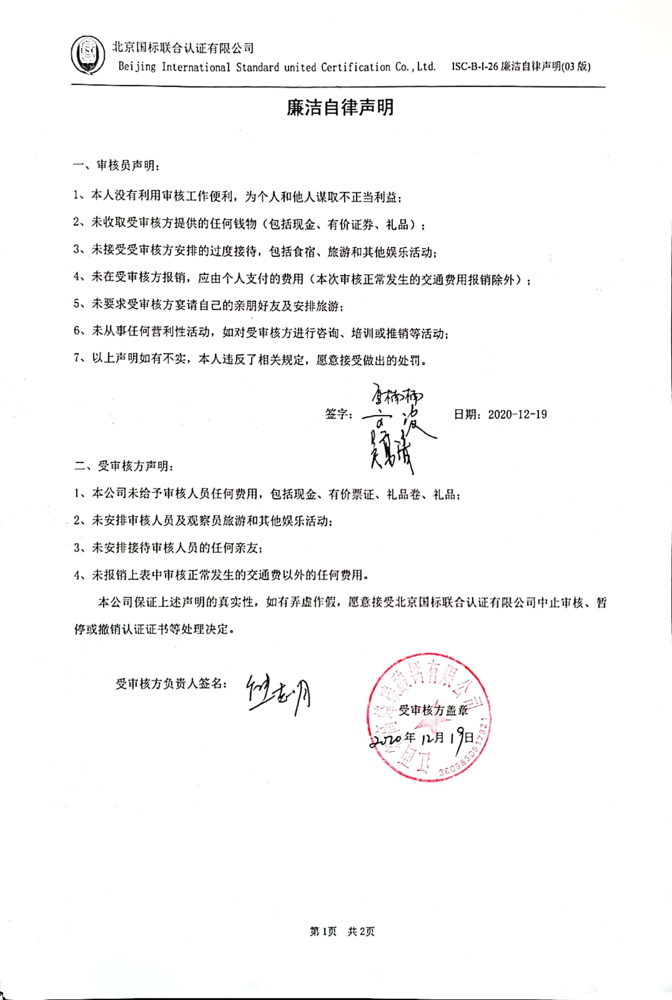 ISC
北京国标联合认证有限公司
Beijing International Standard united Certification Co.,Ltd. ISC-B-I-26 廉洁自律声明(03 版)
廉洁自律声明
一、审核员声明：
1、本人没有利用审核工作便利，为个人和他人谋取不正当利益；
2、未收取受审核方提供的任何钱物（包括现金、有价证券、礼品）；
3、未接受受审核方安排的过度接待，包括食宿、旅游和其他娱乐活动；
4、未在受审核方报销，应由个人支付的费用（本次审核正常发生的交通费用报销除外）；
5、未要求受审核方宴请自己的亲朋好友及安排旅游；
6、未从事任何营利性活动，如对受审核方进行咨询、培训或推销等活动；
7、以上声明如有不实，本人违反了相关规定，愿意接受做出的处罚。
签字： 日期：2020-12-19
二、受审核方声明：
1、本公司未给予审核人员任何费用，包括现金、有价票证、礼品卷、礼品；
2、未安排审核人员及观察员旅游和其他娱乐活动；
3、未安排接待审核人员的任何亲友；
4、未报销上表中审核正常发生的交通费以外的任何费用。
本公司保证上述声明的真实性，如有弄虚作假，愿意接受北京国标联合认证有限公司中止审核、暂
停或撤销认证证书等处理决定。
受审核方负责人签名：
受审核方盖章
2020年12月19日
3609830517921
第1页 共2页